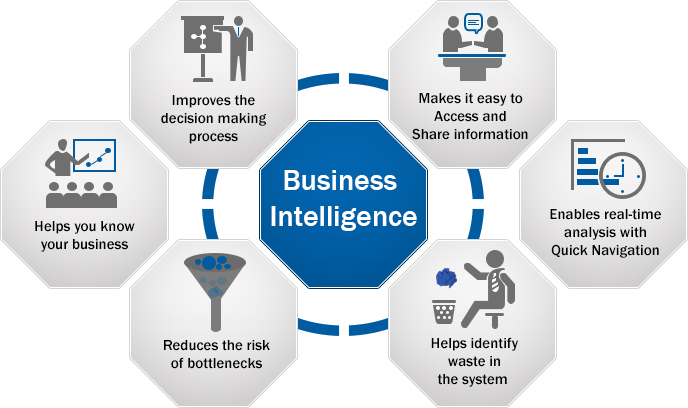 Improves the
decision making
process
Makes it easy to
Access and
Share information
Helps you know
your business
Business
Intelligence
Enables real-time
analysis with
Quick Navigation
Reduces the risk
of bottlenecks
Helps identify
waste in
the system